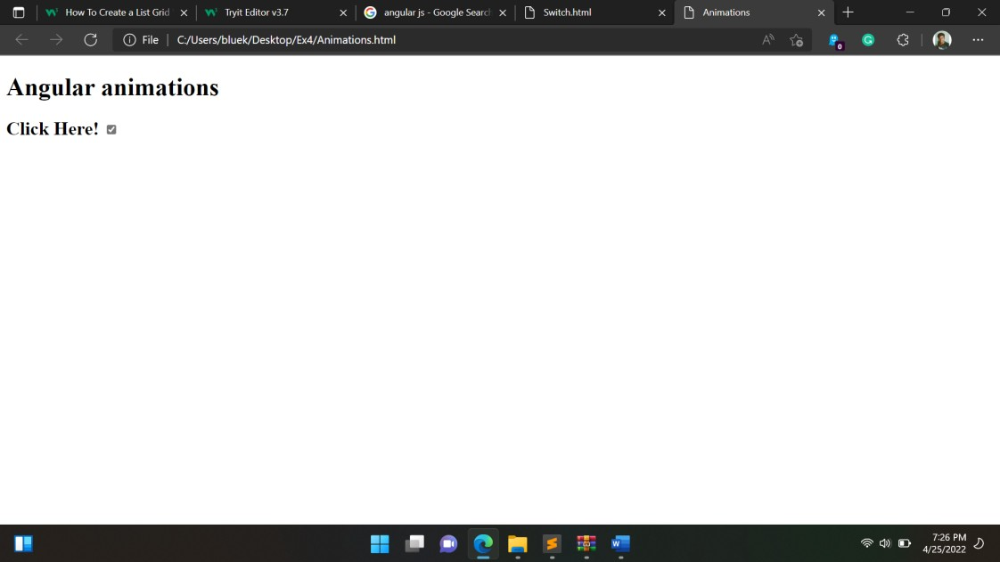 How To Create a List Grid
Tryit Editor v3.7
angular js - Google Search
Switch.html
Animations
File
C:/Users/bluek/Desktop/Ex4/Animations.html
0
Angular animations
Click Here!
7:26 PM
4/25/2022